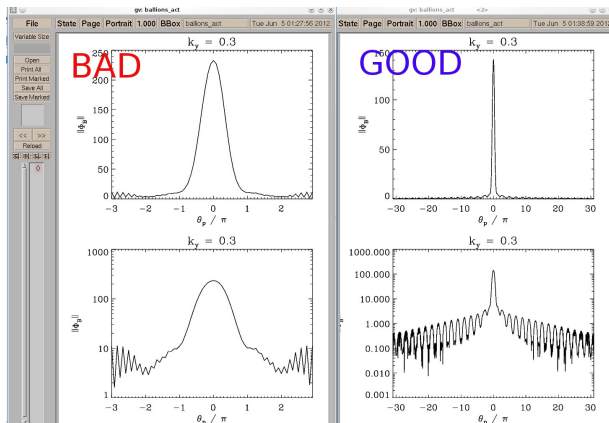 gv: ballions_act
File State Page Portrait 1.000 BBox ballions_act Tue Jun 5 01:27:56 2012
Variable Size
Open
Print All
Print Marked
Save All
Save Marked
<< >>
Reload
0
BAD
k_y = 0.3
250
200
150
100
50
0
||Φ_B||
-3 -2 -1 0 1 2 3
θ_p / π
k_y = 0.3
1000
100
10
1
||Φ_B||
-3 -2 -1 0 1 2
θ_p / π
gv: ballions_act <2>
State Page Portrait 1.000 BBox ballions_act Tue Jun 5 01:38:59 2012
GOOD
k_y = 0.3
150
100
50
0
||Φ_B||
-30 -20 -10 0 10 20 30
θ_p / π
k_y = 0.3
1000.000
100.000
10.000
1.000
0.100
0.010
0.001
-30 -20 -10 0 10 20 30
θ_p / π